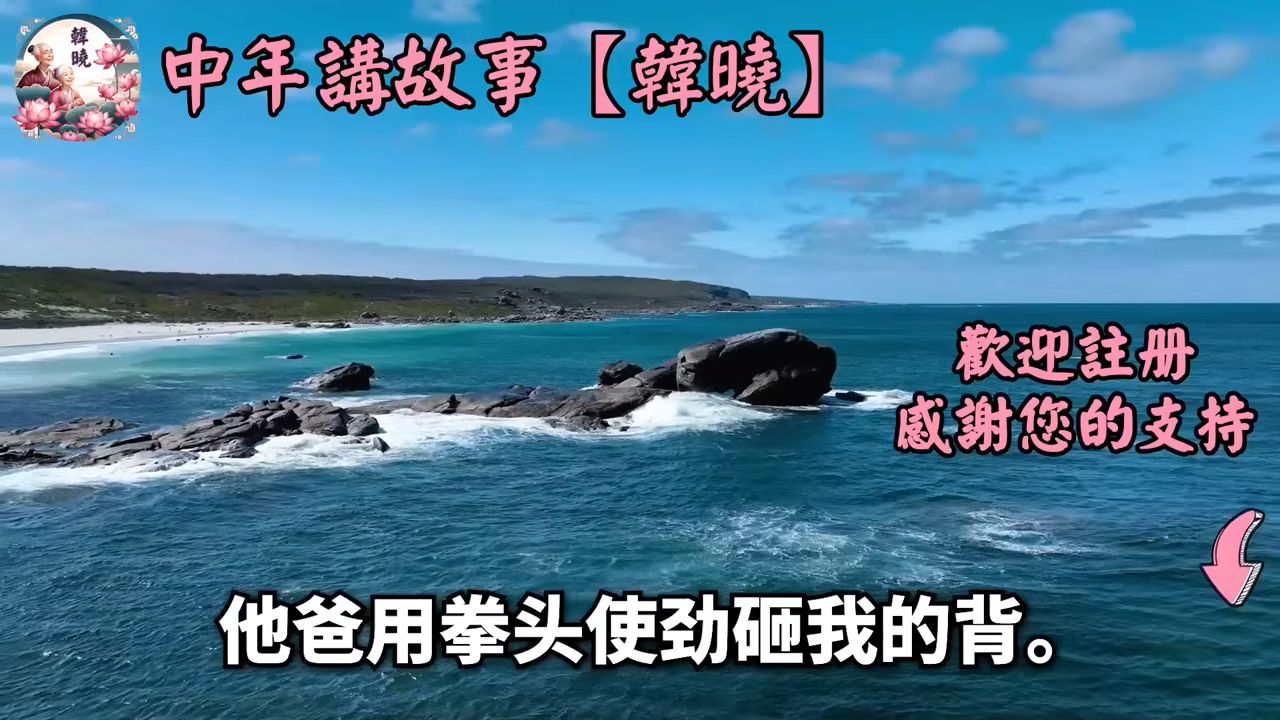 韓
曉
中年講故事【韓曉】
歡迎註册
感謝您的支持
他爸用拳头使劲砸我的背。